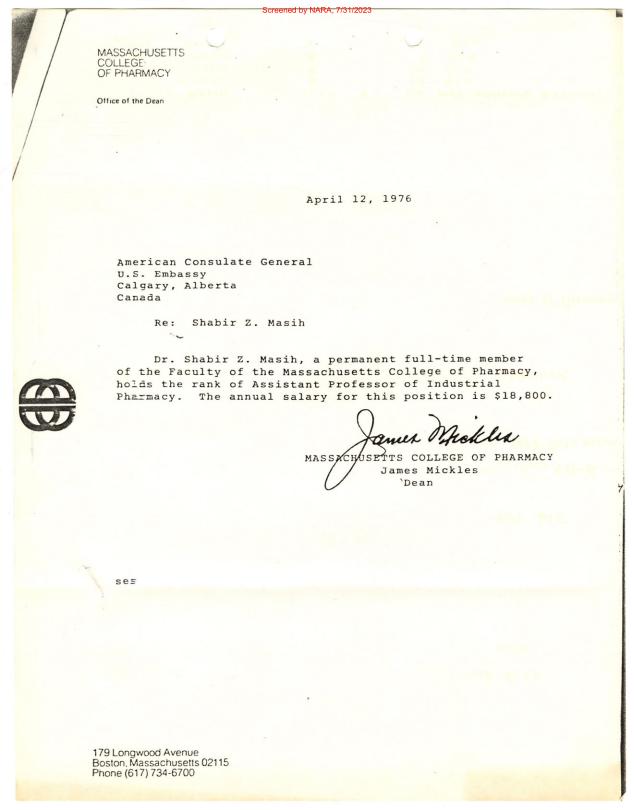 Screened by NARA, 7/31/2023
MASSACHUSETTS
COLLEGE
OF PHARMACY
Office of the Dean
April 12, 1976
American Consulate General
U.S. Embassy
Calgary, Alberta
Canada
Re: Shabir Z. Masih
Dr. Shabir Z. Masih, a permanent full-time member
of the Faculty of the Massachusetts College of Pharmacy,
holds the rank of Assistant Professor of Industrial
Pharmacy. The annual salary for this position is $18,800.
James Mickles
MASSACHUSETTS COLLEGE OF PHARMACY
James Mickles
Dean
179 Longwood Avenue
Boston, Massachusetts 02115
Phone (617) 734-6700